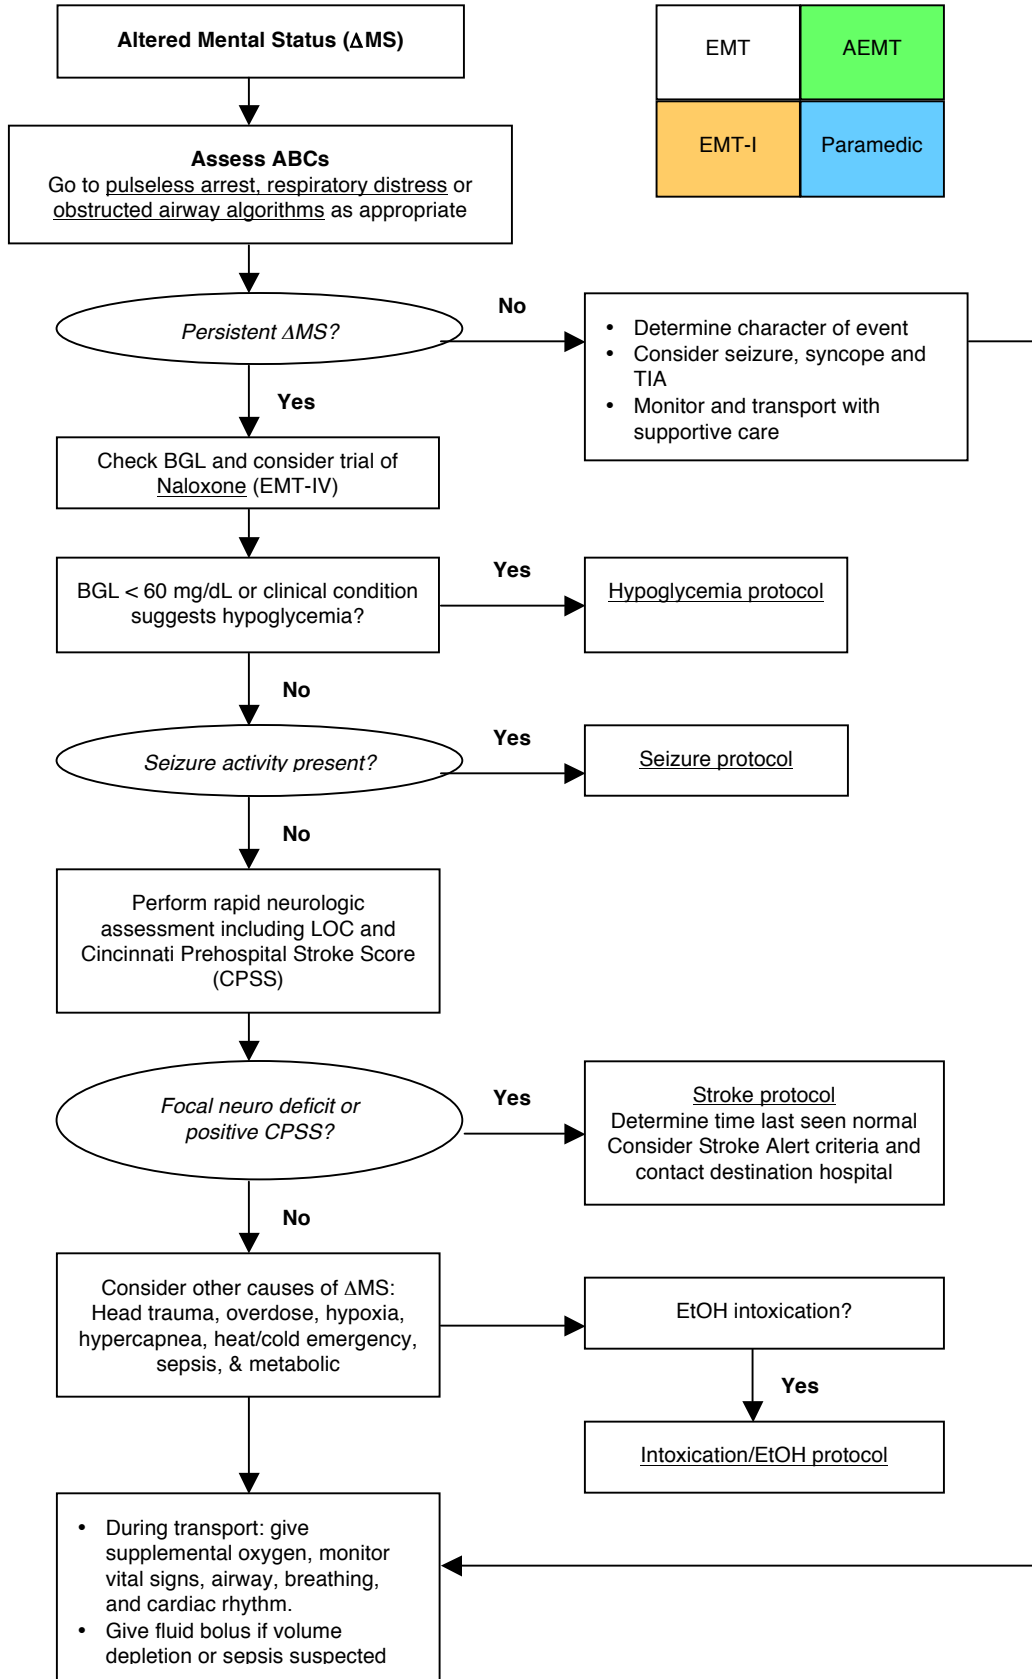 Altered Mental Status (ΔMS)
EMT
AEMT
EMT-I
Paramedic
Assess ABCs
Go to pulseless arrest, respiratory distress or
obstructed airway algorithms as appropriate
Persistent ΔMS?
No
• Determine character of event
• Consider seizure, syncope and
TIA
• Monitor and transport with
supportive care
Yes
Check BGL and consider trial of
Naloxone (EMT-IV)
BGL < 60 mg/dL or clinical condition
suggests hypoglycemia?
Yes
Hypoglycemia protocol
No
Seizure activity present?
Yes
Seizure protocol
No
Perform rapid neurologic
assessment including LOC and
Cincinnati Prehospital Stroke Score
(CPSS)
Focal neuro deficit or
positive CPSS?
Yes
Stroke protocol
Determine time last seen normal
Consider Stroke Alert criteria and
contact destination hospital
No
Consider other causes of ΔMS:
Head trauma, overdose, hypoxia,
hypercapnea, heat/cold emergency,
sepsis, & metabolic
EtOH intoxication?
Yes
Intoxication/EtOH protocol
• During transport: give
supplemental oxygen, monitor
vital signs, airway, breathing,
and cardiac rhythm.
• Give fluid bolus if volume
depletion or sepsis suspected